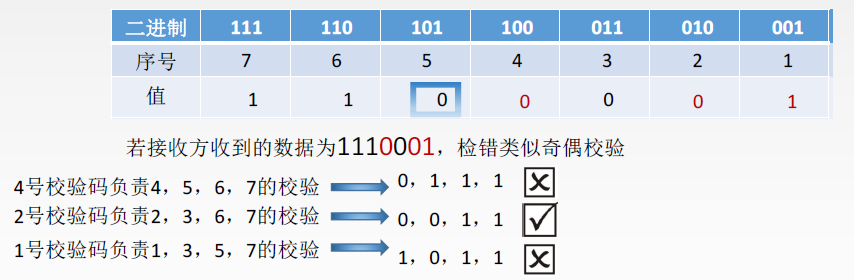 二进制 111 110 101 100 011 010 001
序号 7 6 5 4 3 2 1
值 1 1 0 0 0 0 1
若接收方收到的数据为1110001，检错类似奇偶校验
4号校验码负责4，5，6，7的校验 0，1，1，1
2号校验码负责2，3，6，7的校验 0，0，1，1
1号校验码负责1，3，5，7的校验 1，0，1，1